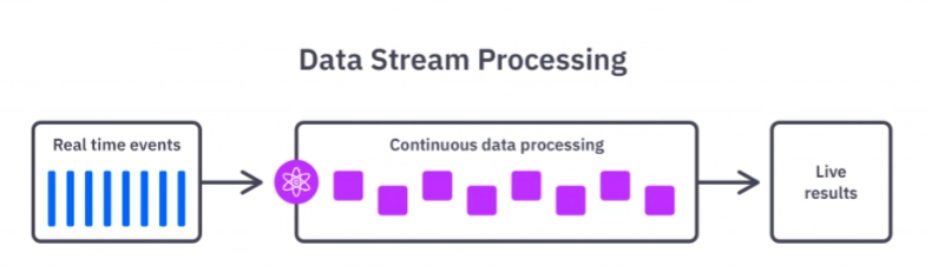 Data Stream Processing
Real time events
Continuous data processing
Live
results